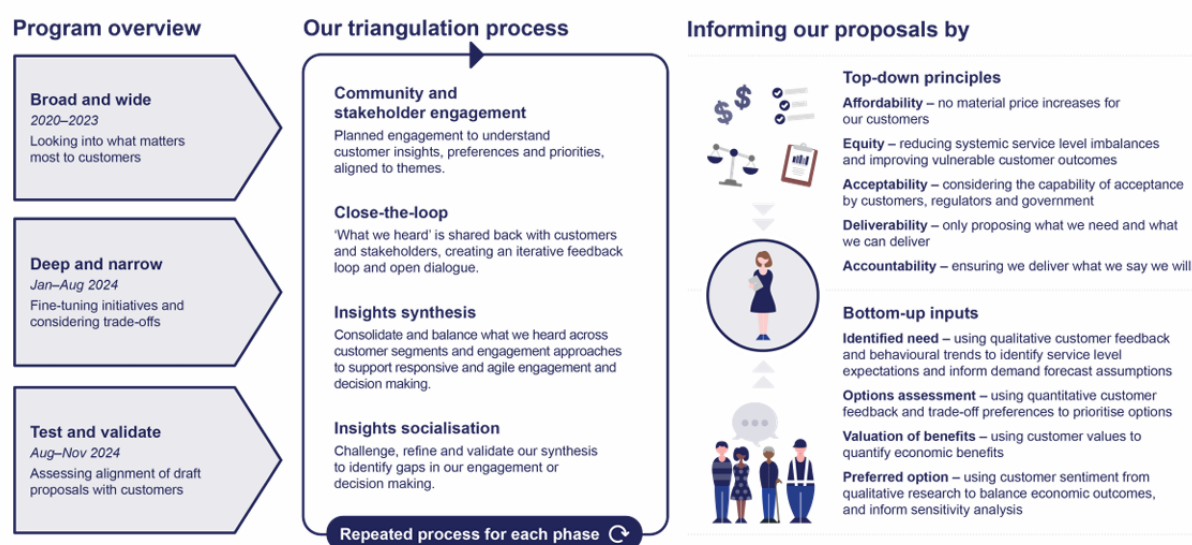 Program overview
Broad and wide
2020–2023
Looking into what matters
most to customers
Deep and narrow
Jan–Aug 2024
Fine-tuning initiatives and
considering trade-offs
Test and validate
Aug–Nov 2024
Assessing alignment of draft
proposals with customers
Our triangulation process
Community and
stakeholder engagement
Planned engagement to understand
customer insights, preferences and priorities,
aligned to themes.
Close-the-loop
‘What we heard’ is shared back with customers
and stakeholders, creating an iterative feedback
loop and open dialogue.
Insights synthesis
Consolidate and balance what we heard across
customer segments and engagement approaches
to support responsive and agile engagement and
decision making.
Insights socialisation
Challenge, refine and validate our synthesis
to identify gaps in our engagement or
decision making.
Repeated process for each phase
Informing our proposals by
Top-down principles
Affordability – no material price increases for
our customers
Equity – reducing systemic service level imbalances
and improving vulnerable customer outcomes
Acceptability – considering the capability of acceptance
by customers, regulators and government
Deliverability – only proposing what we need and what
we can deliver
Accountability – ensuring we deliver what we say we will
Bottom-up inputs
Identified need – using qualitative customer feedback
and behavioural trends to identify service level
expectations and inform demand forecast assumptions
Options assessment – using quantitative customer
feedback and trade-off preferences to prioritise options
Valuation of benefits – using customer values to
quantify economic benefits
Preferred option – using customer sentiment from
qualitative research to balance economic outcomes,
and inform sensitivity analysis